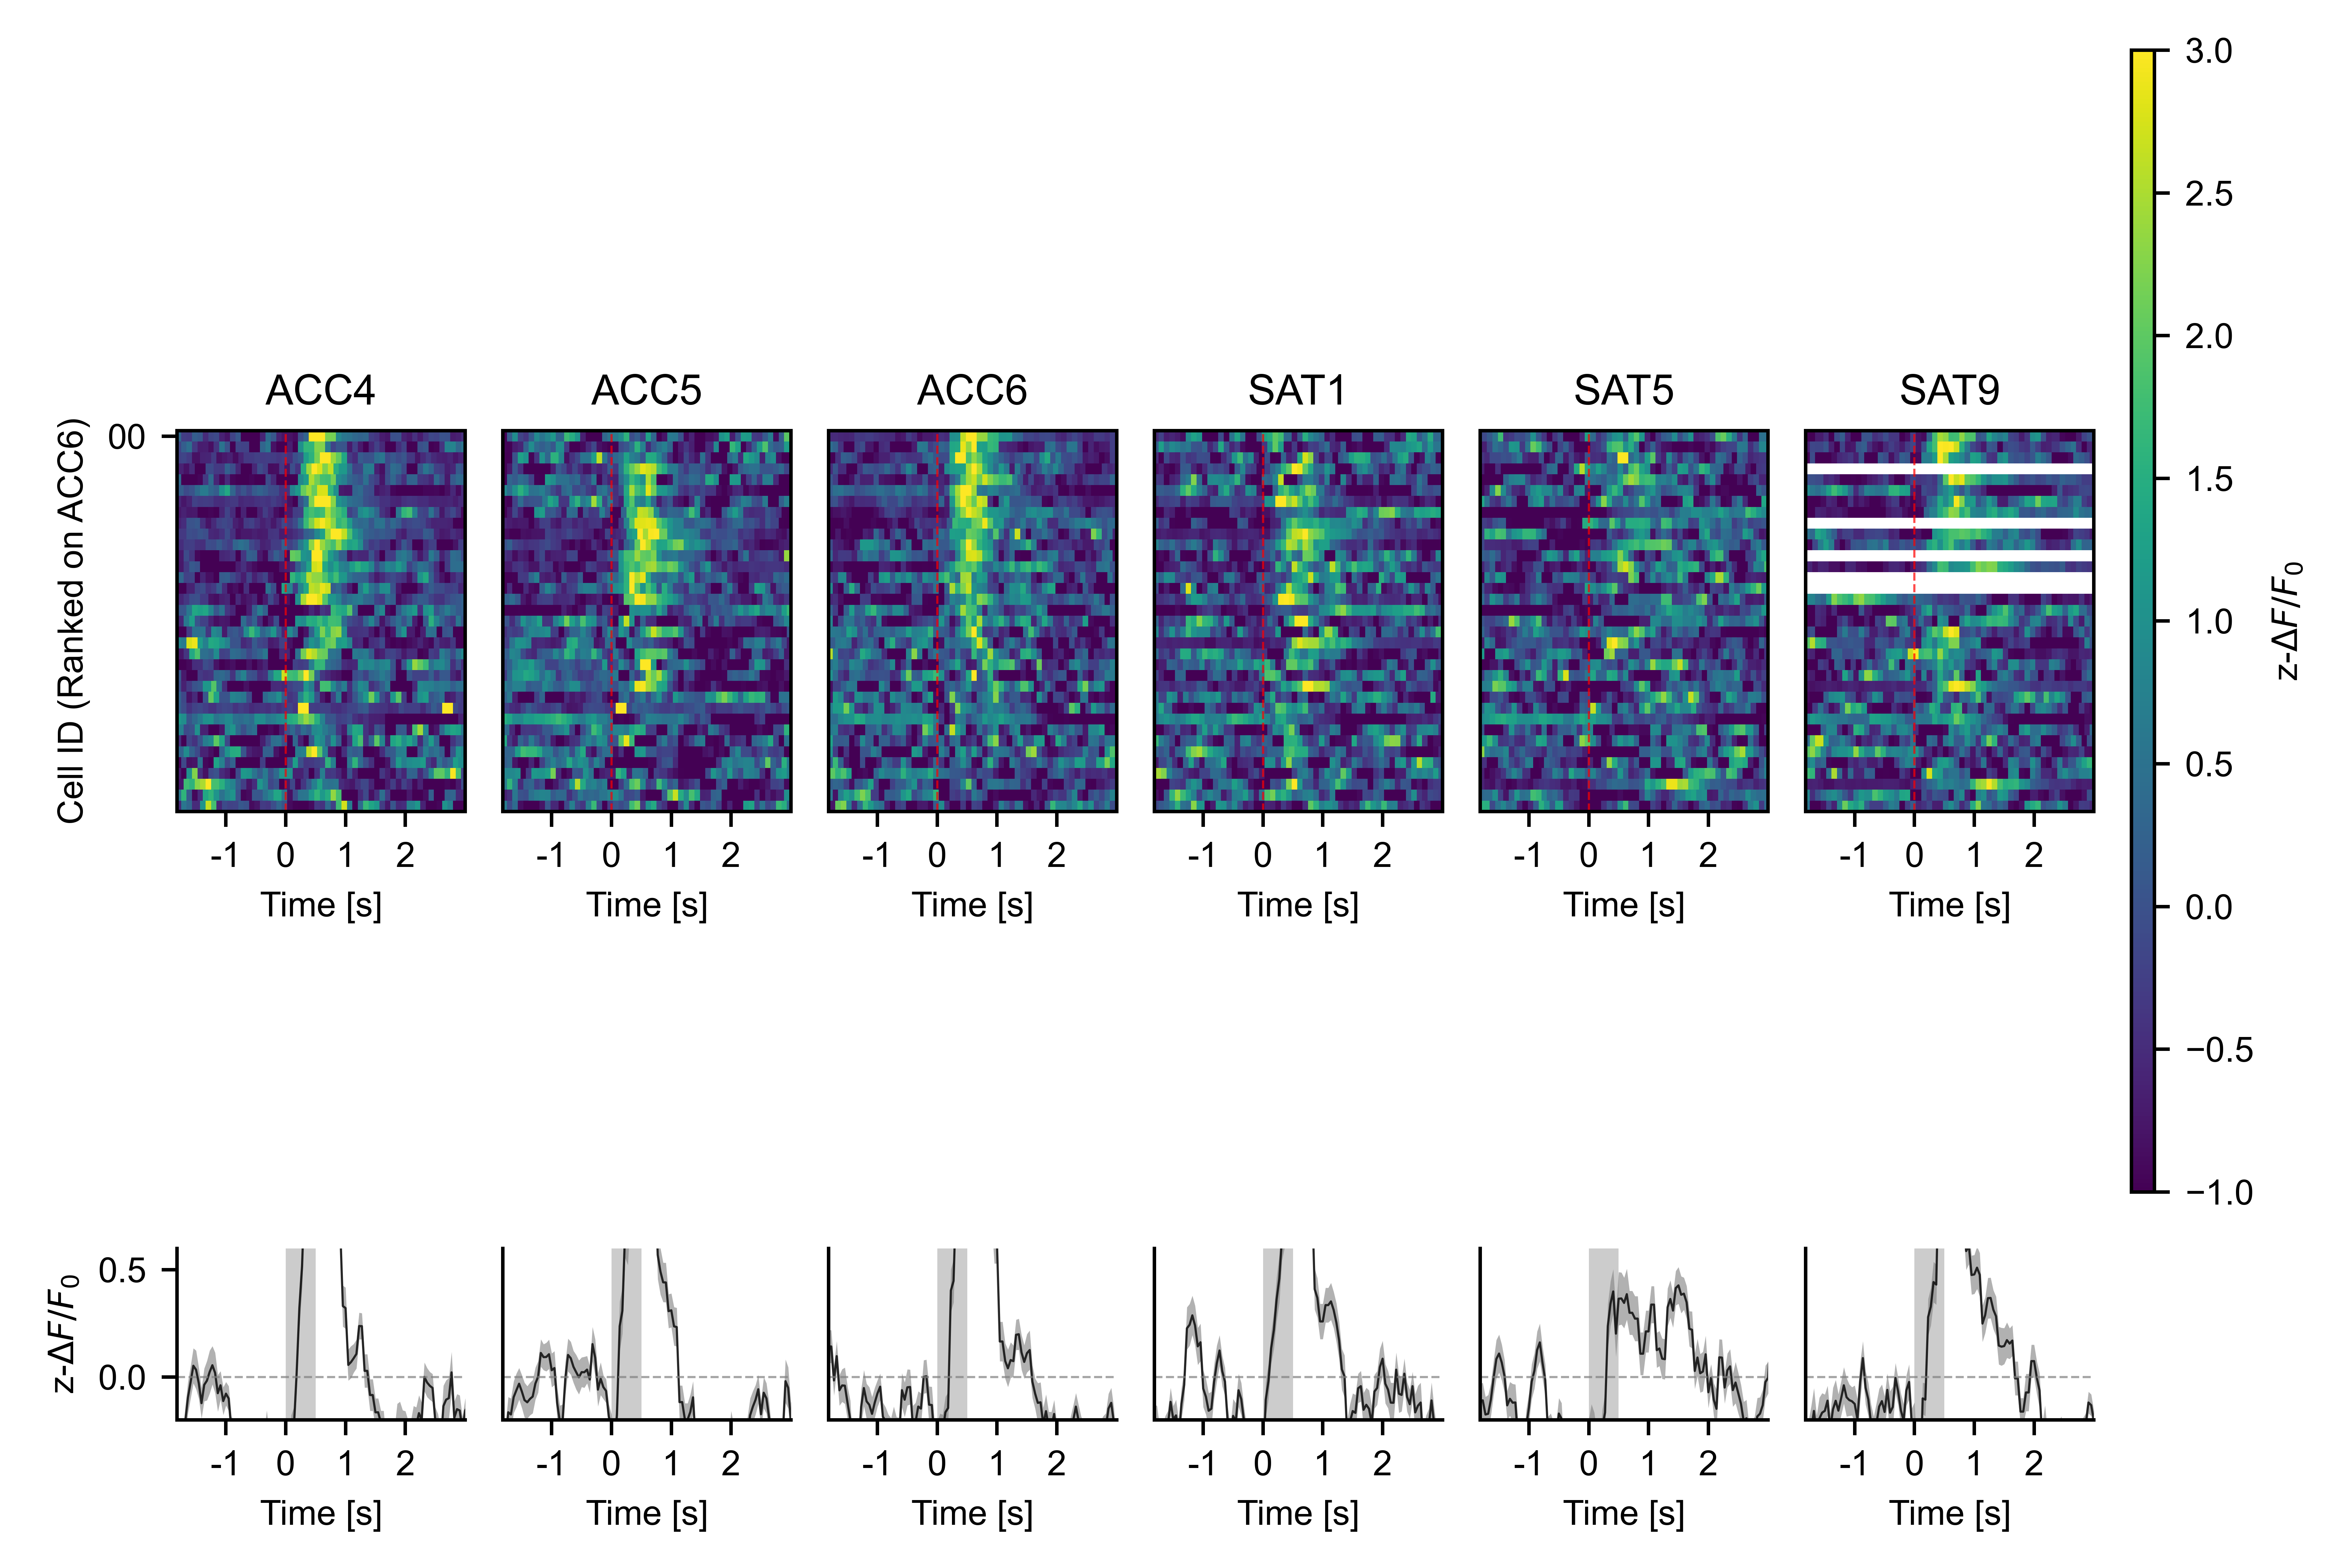 ACC4 ACC5 ACC6 SAT1 SAT5 SAT9
Cell ID (Ranked on ACC6)
00
-1 0 1 2 -1 0 1 2 -1 0 1 2 -1 0 1 2 -1 0 1 2 -1 0 1 2
Time [s] Time [s] Time [s] Time [s] Time [s] Time [s]
3.0
2.5
2.0
1.5
1.0
0.5
0.0
−0.5
−1.0
z-ΔF/F₀
z-ΔF/F₀
0.5
0.0
-1 0 1 2 -1 0 1 2 -1 0 1 2 -1 0 1 2 -1 0 1 2 -1 0 1 2
Time [s] Time [s] Time [s] Time [s] Time [s] Time [s]